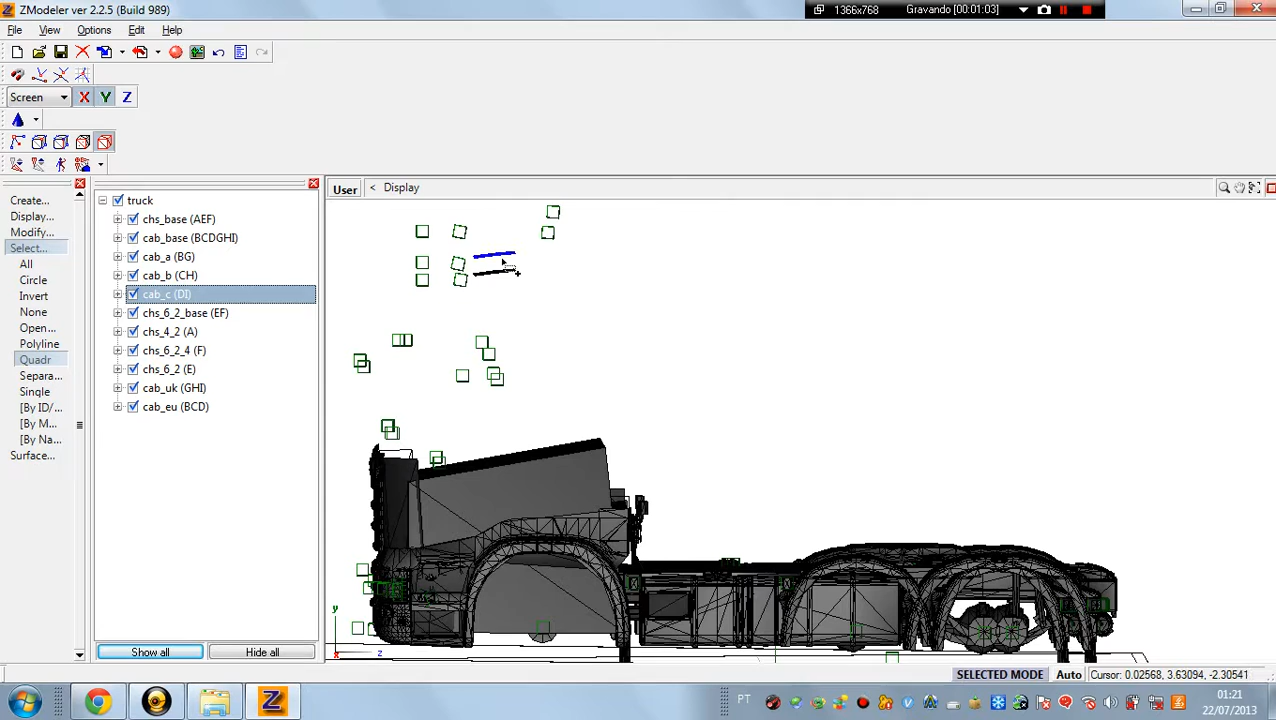 ZModeler ver 2.2.5 (Build 989)
1366x768
Gravando [00:01:03]
File View Options Edit Help
Screen X Y Z
Create...
Display...
Modify...
Select...
All
Circle
Invert
None
Open...
Polyline
Quadr
Separa...
Single
[By ID/...
[By M...
[By Na...
Surface...
truck
chs_base (AEF)
cab_base (BCDGHI)
cab_a (BG)
cab_b (CH)
cab_c (DI)
chs_6_2_base (EF)
chs_4_2 (A)
chs_6_2_4 (F)
chs_6_2 (E)
cab_uk (GHI)
cab_eu (BCD)
Show all Hide all
User < Display
y
x z
SELECTED MODE Auto Cursor: 0.02568, 3.63094, -2.30541
PT
01:21
22/07/2013